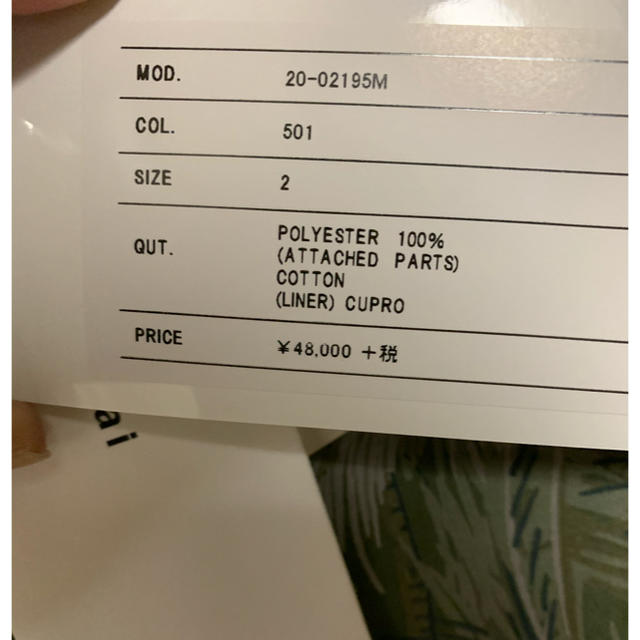 MOD. 20-02195M
COL. 501
SIZE 2
QUT. POLYESTER 100%
(ATTACHED PARTS)
COTTON
(LINER) CUPRO
PRICE ¥48,000 +税
ai